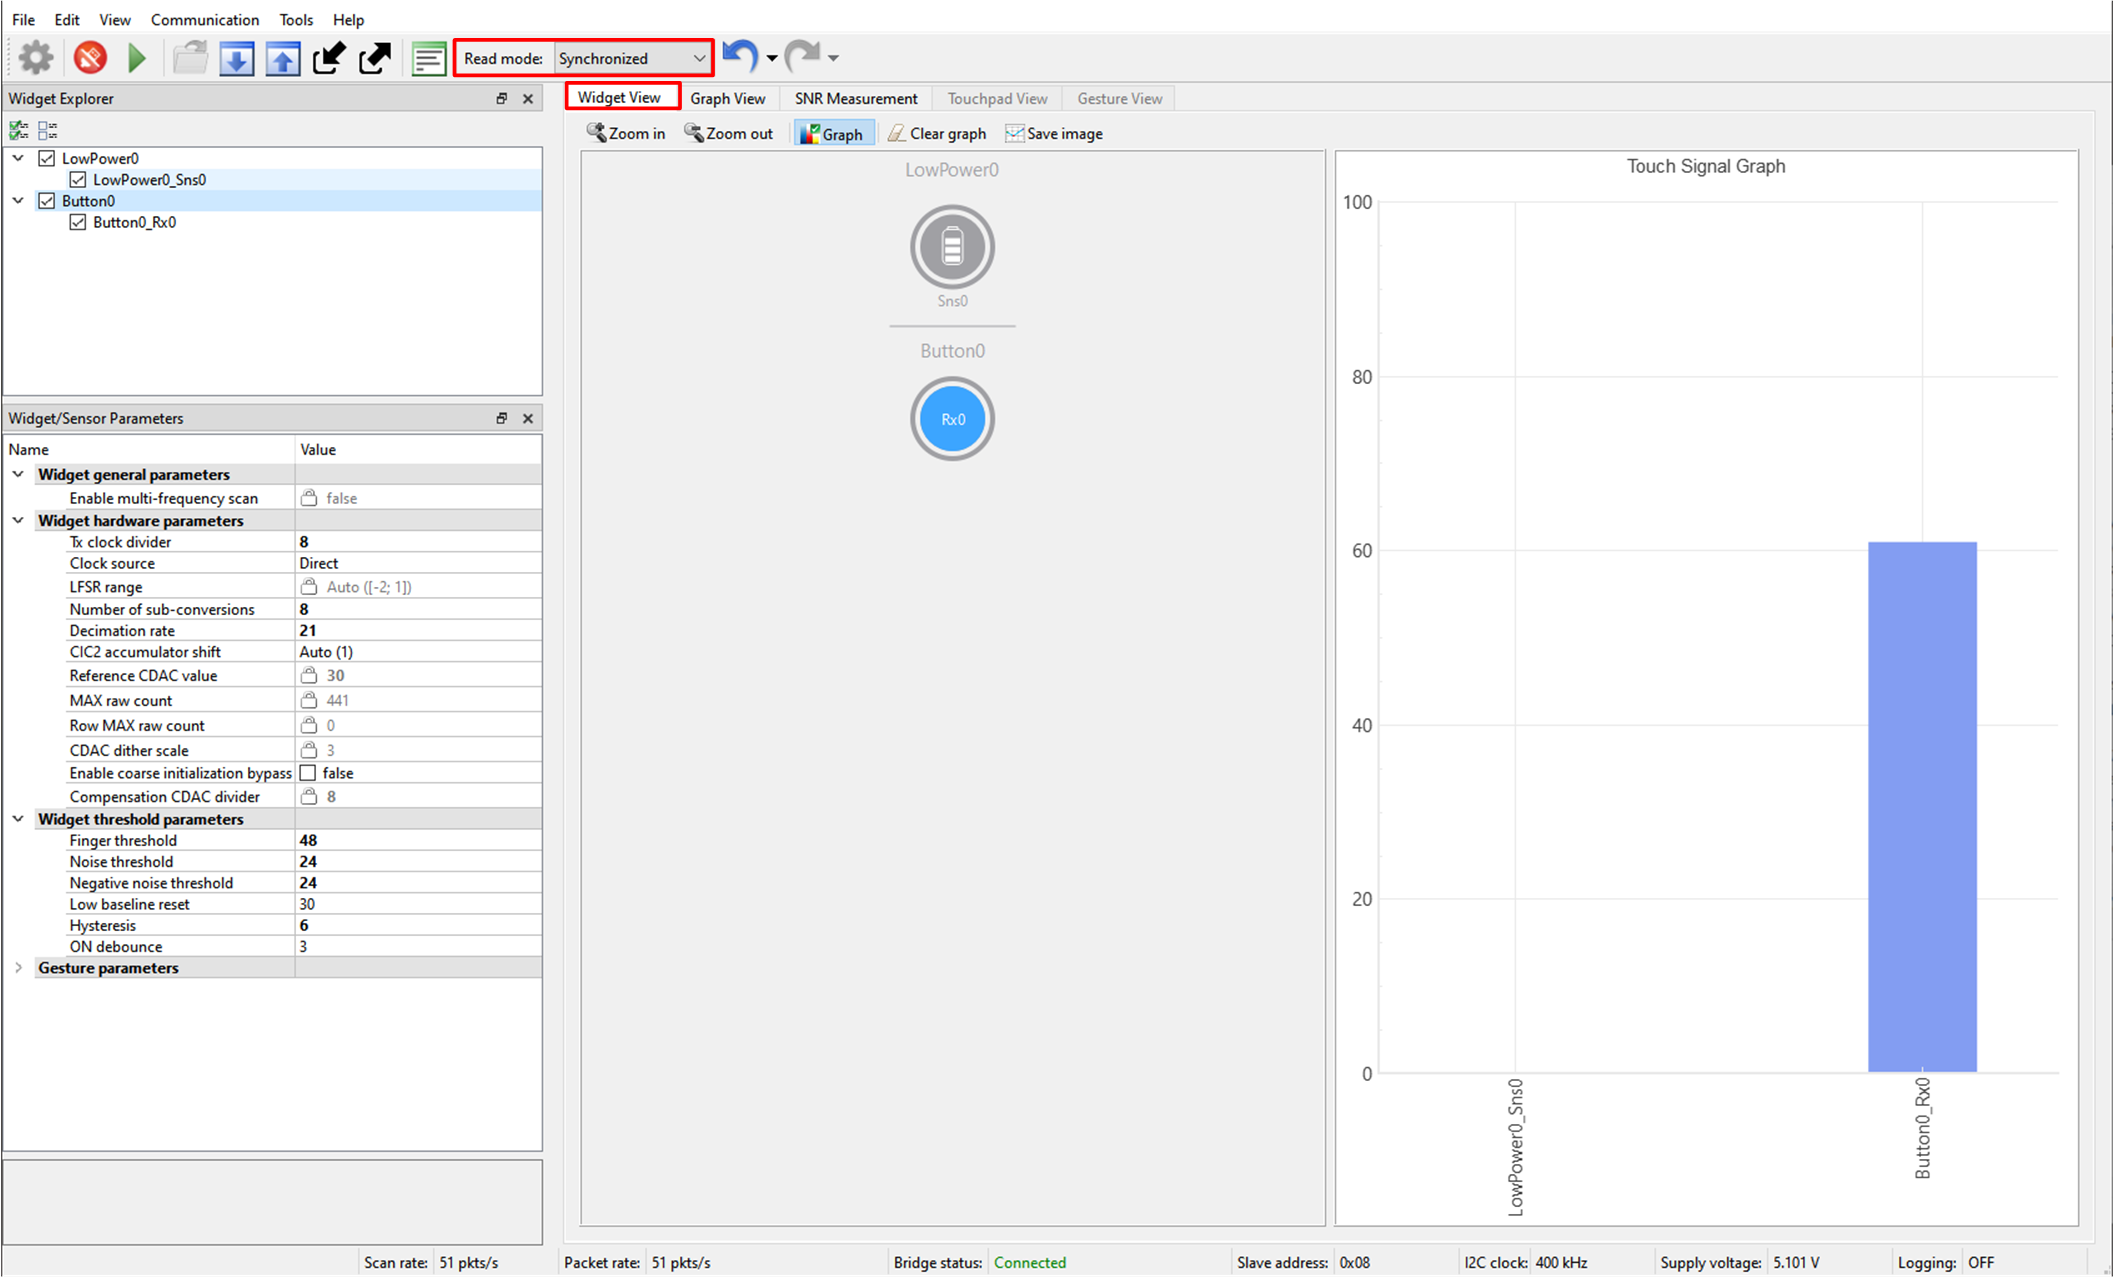 File Edit View Communication Tools Help
Read mode: Synchronized
Widget Explorer
LowPower0
LowPower0_Sns0
Button0
Button0_Rx0
Widget/Sensor Parameters
Name Value
Widget general parameters
Enable multi-frequency scan false
Widget hardware parameters
Tx clock divider 8
Clock source Direct
LFSR range Auto ([-2; 1])
Number of sub-conversions 8
Decimation rate 21
CIC2 accumulator shift Auto (1)
Reference CDAC value 30
MAX raw count 441
Row MAX raw count 0
CDAC dither scale 3
Enable coarse initialization bypass false
Compensation CDAC divider 8
Widget threshold parameters
Finger threshold 48
Noise threshold 24
Negative noise threshold 24
Low baseline reset 30
Hysteresis 6
ON debounce 3
Gesture parameters
Widget View Graph View SNR Measurement Touchpad View Gesture View
Zoom in Zoom out Graph Clear graph Save image
LowPower0
Sns0
Button0
Rx0
Touch Signal Graph
100
80
60
40
20
0
LowPower0_Sns0
Button0_Rx0
Scan rate: 51 pkts/s Packet rate: 51 pkts/s Bridge status: Connected Slave address: 0x08 I2C clock: 400 kHz Supply voltage: 5.101 V Logging: OFF